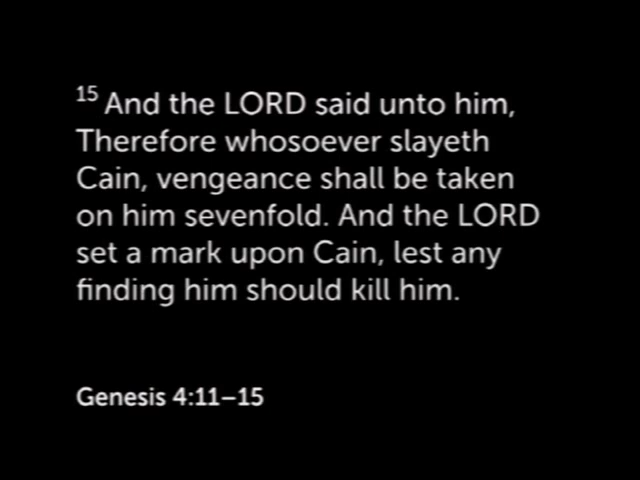 15 And the LORD said unto him,
Therefore whosoever slayeth
Cain, vengeance shall be taken
on him sevenfold. And the LORD
set a mark upon Cain, lest any
finding him should kill him.
Genesis 4:11–15